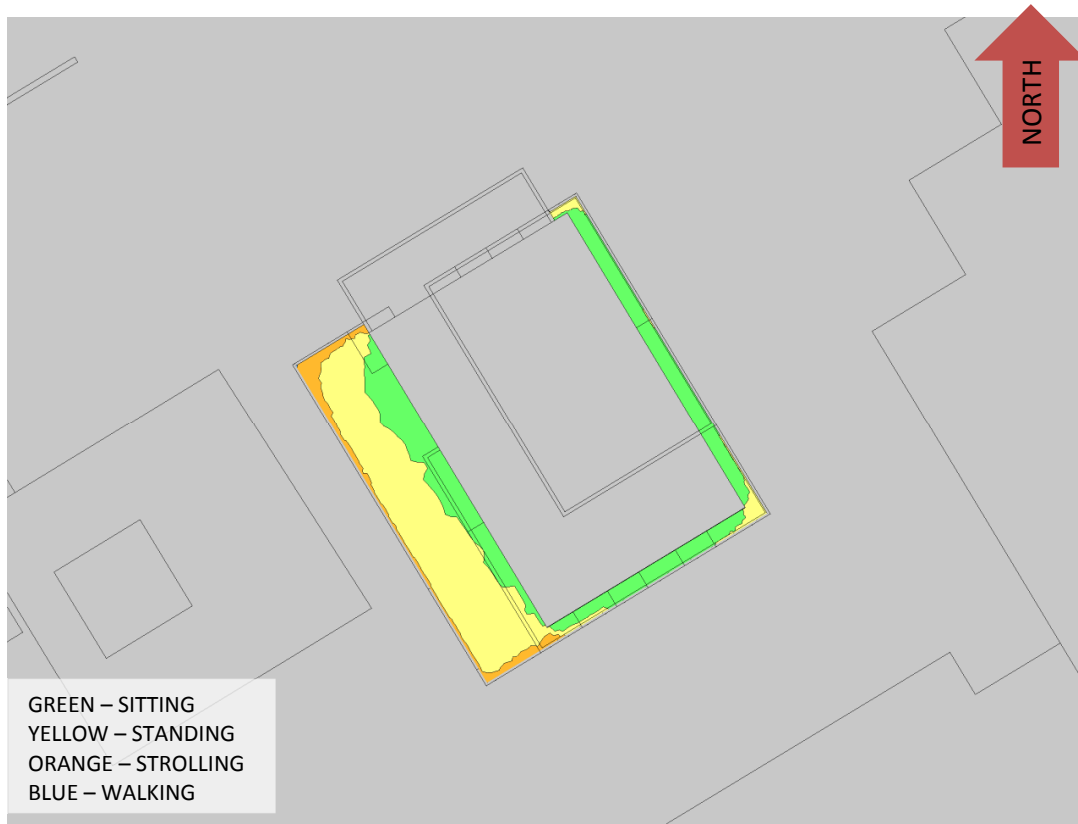 NORTH
GREEN – SITTING
YELLOW – STANDING
ORANGE – STROLLING
BLUE – WALKING